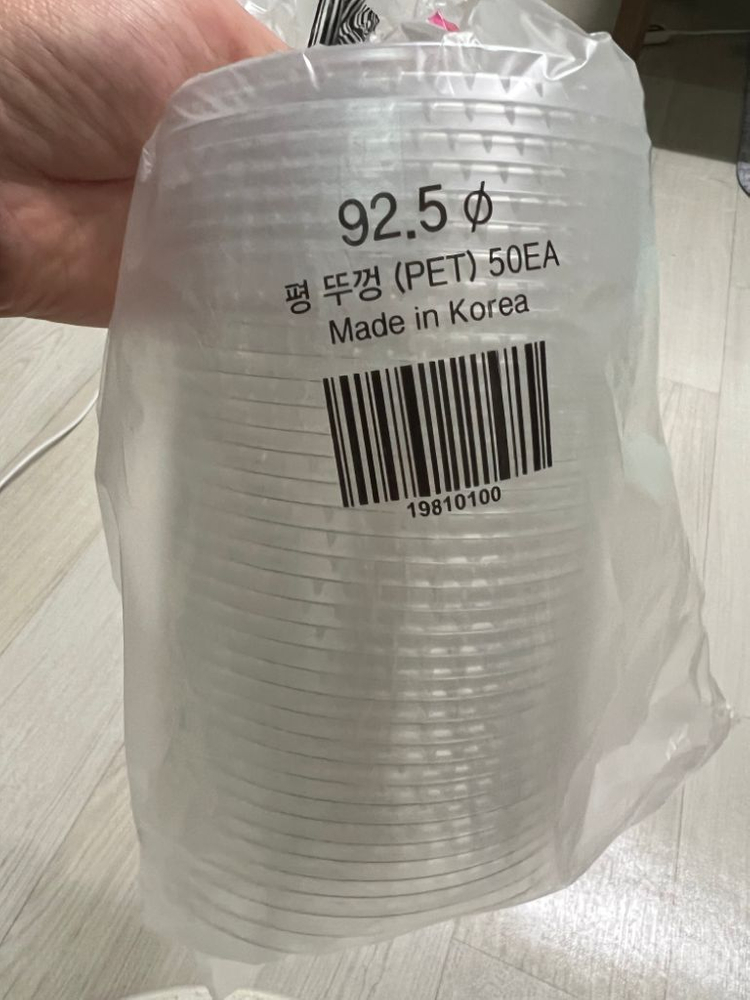 92.5 ∅
평 뚜껑 (PET) 50EA
Made in Korea
19810100